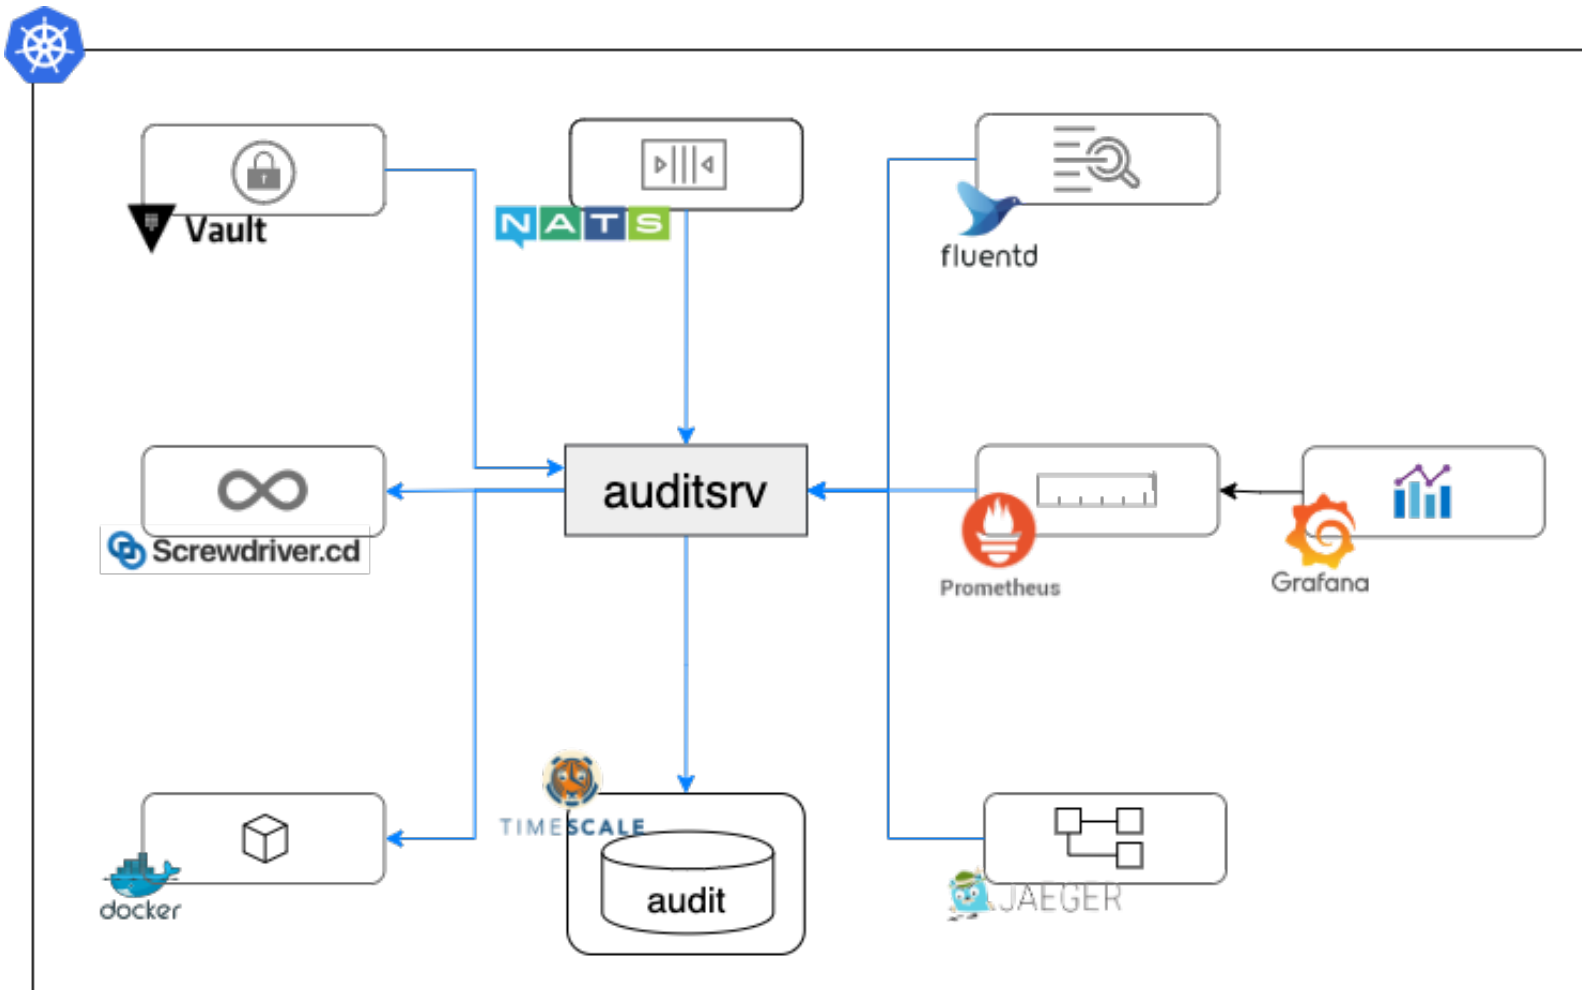 Vault
NATS
fluentd
Screwdriver.cd
auditsrv
Prometheus
Grafana
docker
TIMESCALE
audit
JAEGER